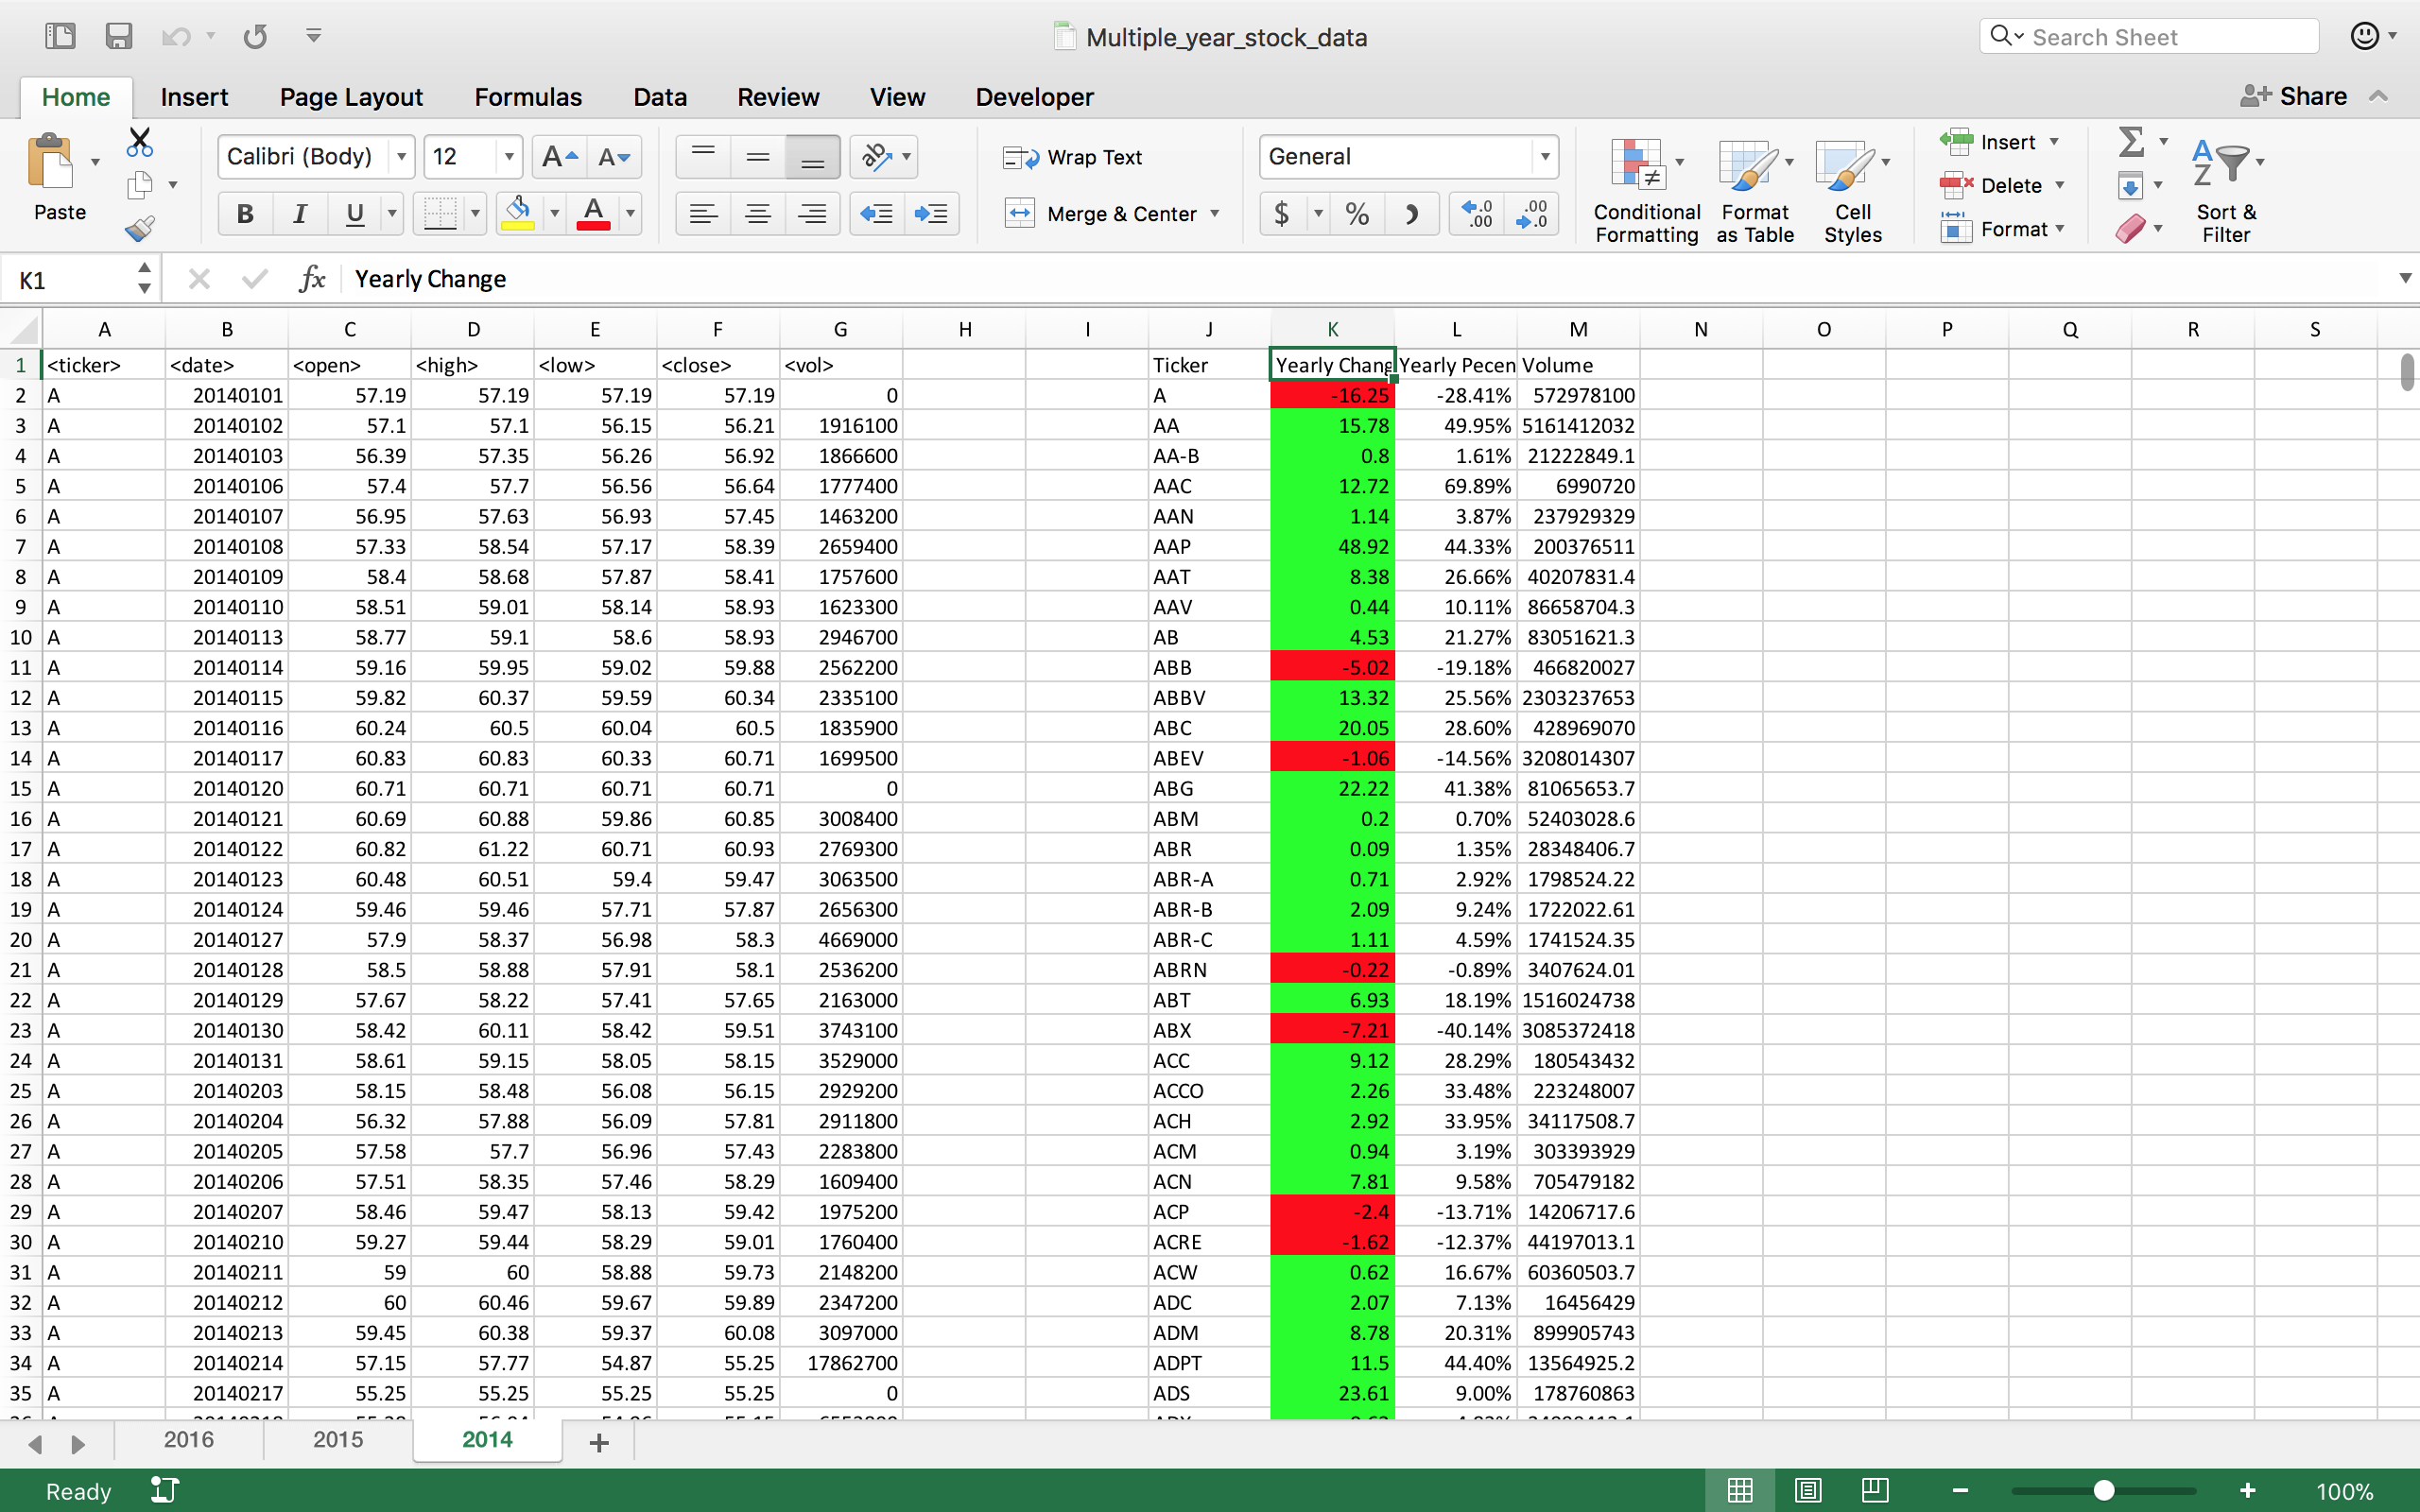 Multiple_year_stock_data
Search Sheet
Home Insert Page Layout Formulas Data Review View Developer Share
Paste
Calibri (Body) 12
Wrap Text
Merge & Center
General
Conditional Formatting
Format as Table
Cell Styles
Insert
Delete
Format
Sort & Filter
K1 fx Yearly Change
A B C D E F G H I J K L M N O P Q R S
1 <ticker> <date> <open> <high> <low> <close> <vol> Ticker Yearly Chang Yearly Pecen Volume
2 A 20140101 57.19 57.19 57.19 57.19 0 A -16.25 -28.41% 572978100
3 A 20140102 57.1 57.1 56.15 56.21 1916100 AA 15.78 49.95% 5161412032
4 A 20140103 56.39 57.35 56.26 56.92 1866600 AA-B 0.8 1.61% 21222849.1
5 A 20140106 57.4 57.7 56.56 56.64 1777400 AAC 12.72 69.89% 6990720
6 A 20140107 56.95 57.63 56.93 57.45 1463200 AAN 1.14 3.87% 237929329
7 A 20140108 57.33 58.54 57.17 58.39 2659400 AAP 48.92 44.33% 200376511
8 A 20140109 58.4 58.68 57.87 58.41 1757600 AAT 8.38 26.66% 40207831.4
9 A 20140110 58.51 59.01 58.14 58.93 1623300 AAV 0.44 10.11% 86658704.3
10 A 20140113 58.77 59.1 58.6 58.93 2946700 AB 4.53 21.27% 83051621.3
11 A 20140114 59.16 59.95 59.02 59.88 2562200 ABB -5.02 -19.18% 466820027
12 A 20140115 59.82 60.37 59.59 60.34 2335100 ABBV 13.32 25.56% 2303237653
13 A 20140116 60.24 60.5 60.04 60.5 1835900 ABC 20.05 28.60% 428969070
14 A 20140117 60.83 60.83 60.33 60.71 1699500 ABEV -1.06 -14.56% 3208014307
15 A 20140120 60.71 60.71 60.71 60.71 0 ABG 22.22 41.38% 81065653.7
16 A 20140121 60.69 60.88 59.86 60.85 3008400 ABM 0.2 0.70% 52403028.6
17 A 20140122 60.82 61.22 60.71 60.93 2769300 ABR 0.09 1.35% 28348406.7
18 A 20140123 60.48 60.51 59.4 59.47 3063500 ABR-A 0.71 2.92% 1798524.22
19 A 20140124 59.46 59.46 57.71 57.87 2656300 ABR-B 2.09 9.24% 1722022.61
20 A 20140127 57.9 58.37 56.98 58.3 4669000 ABR-C 1.11 4.59% 1741524.35
21 A 20140128 58.5 58.88 57.91 58.1 2536200 ABRN -0.22 -0.89% 3407624.01
22 A 20140129 57.67 58.22 57.41 57.65 2163000 ABT 6.93 18.19% 1516024738
23 A 20140130 58.42 60.11 58.42 59.51 3743100 ABX -7.21 -40.14% 3085372418
24 A 20140131 58.61 59.15 58.05 58.15 3529000 ACC 9.12 28.29% 180543432
25 A 20140203 58.15 58.48 56.08 56.15 2929200 ACCO 2.26 33.48% 223248007
26 A 20140204 56.32 57.88 56.09 57.81 2911800 ACH 2.92 33.95% 34117508.7
27 A 20140205 57.58 57.7 56.96 57.43 2283800 ACM 0.94 3.19% 303393929
28 A 20140206 57.51 58.35 57.46 58.29 1609400 ACN 7.81 9.58% 705479182
29 A 20140207 58.46 59.47 58.13 59.42 1975200 ACP -2.4 -13.71% 14206717.6
30 A 20140210 59.27 59.44 58.29 59.01 1760400 ACRE -1.62 -12.37% 44197013.1
31 A 20140211 59 60 58.88 59.73 2148200 ACW 0.62 16.67% 60360503.7
32 A 20140212 60 60.46 59.67 59.89 2347200 ADC 2.07 7.13% 16456429
33 A 20140213 59.45 60.38 59.37 60.08 3097000 ADM 8.78 20.31% 899905743
34 A 20140214 57.15 57.77 54.87 55.25 17862700 ADPT 11.5 44.40% 13564925.2
35 A 20140217 55.25 55.25 55.25 55.25 0 ADS 23.61 9.00% 178760863
2016 2015 2014
Ready 100%